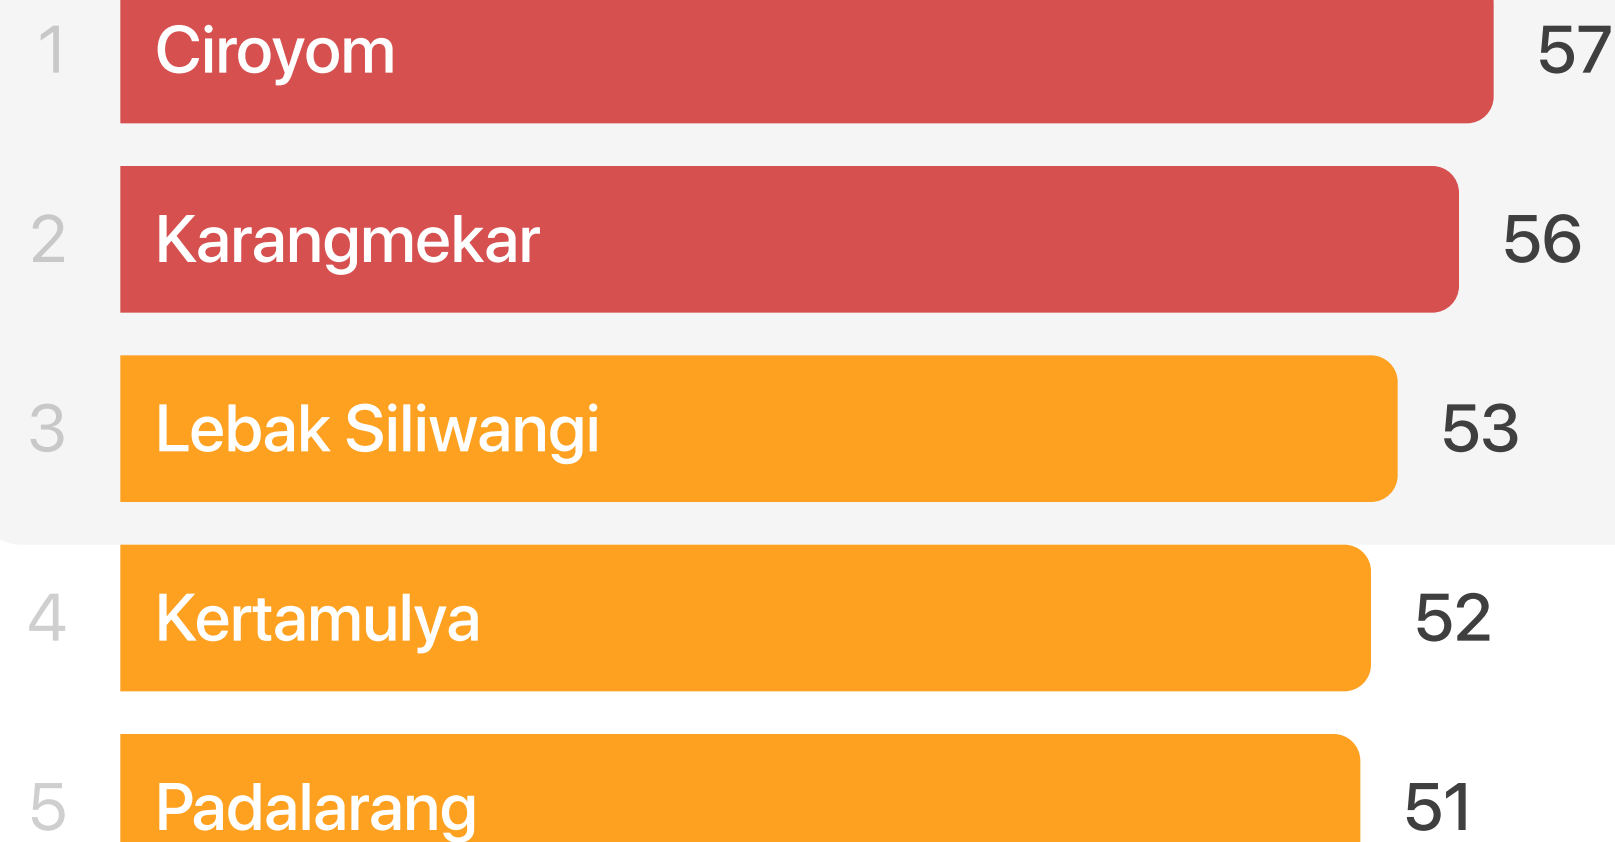 1 Ciroyom 57
2 Karangmekar 56
3 Lebak Siliwangi 53
4 Kertamulya 52
5 Padalarang 51